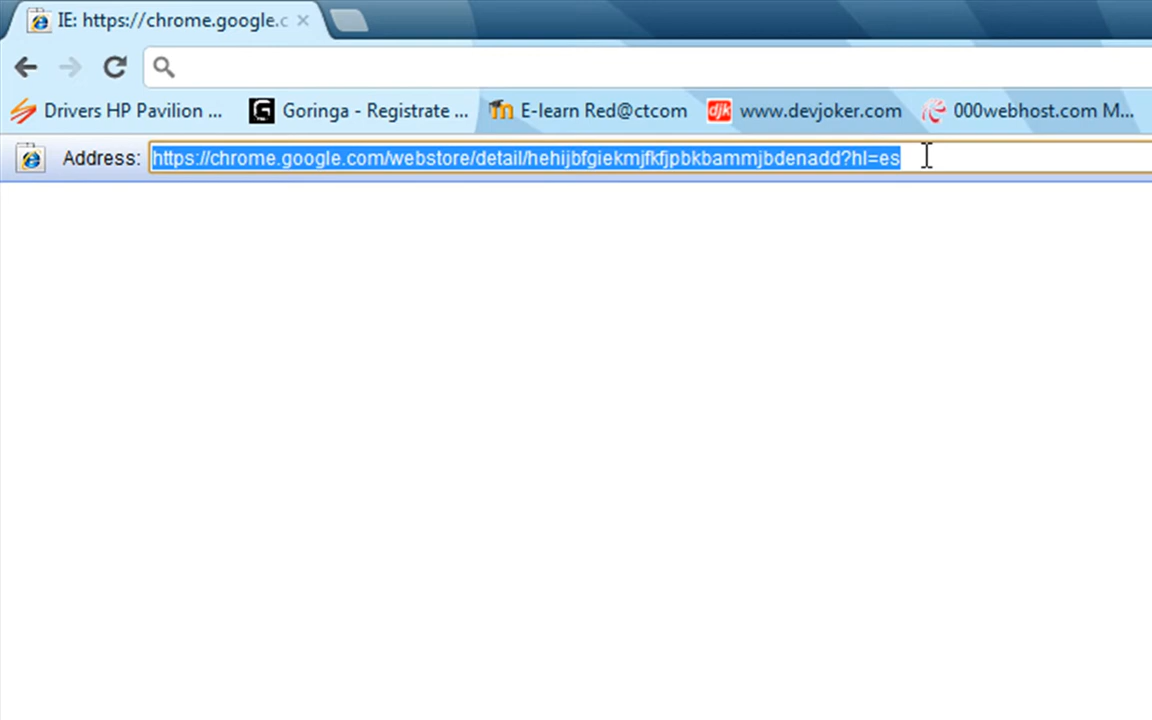 IE: https://chrome.google.c
Drivers HP Pavilion ... Goringa - Registrate ... E-learn Red@ctcom djk www.devjoker.com 000webhost.com M...
Address: https://chrome.google.com/webstore/detail/hehijbfgiekmjfkfjpbkbammjbdenadd?hl=es